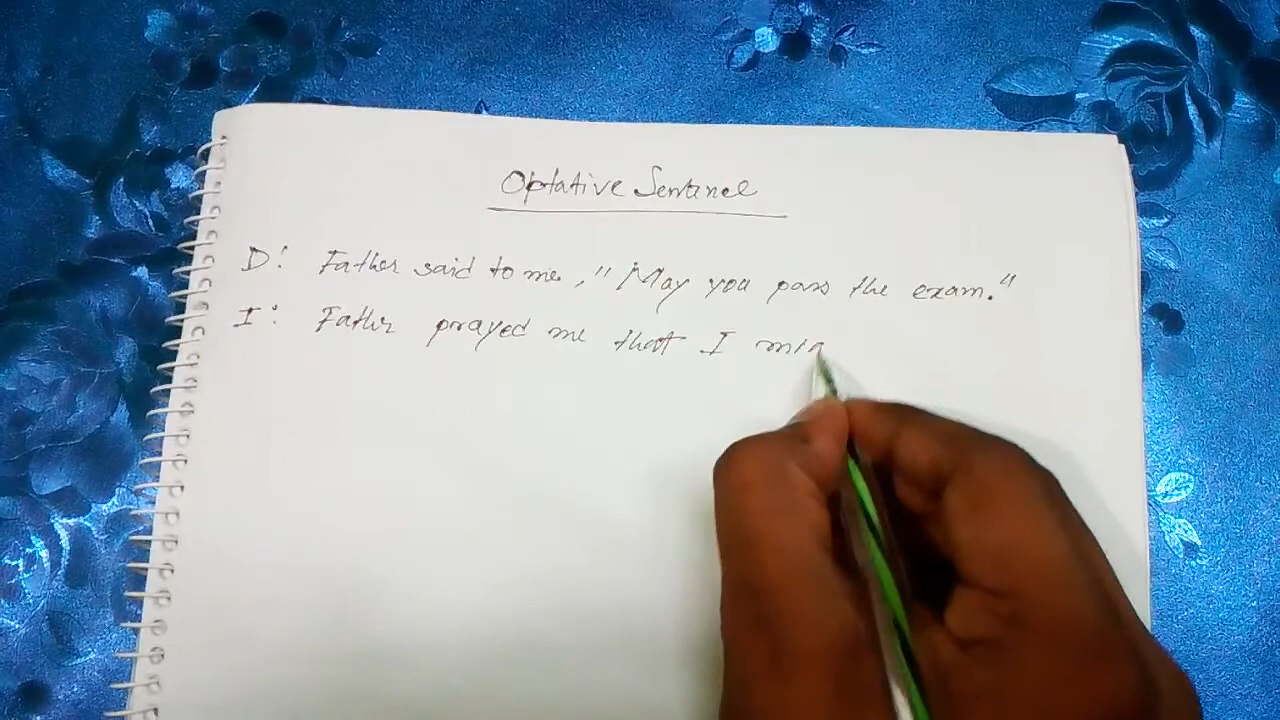 Optative Sentence
D: Father said to me, "May you pass the exam."
I: Father prayed me that I mig